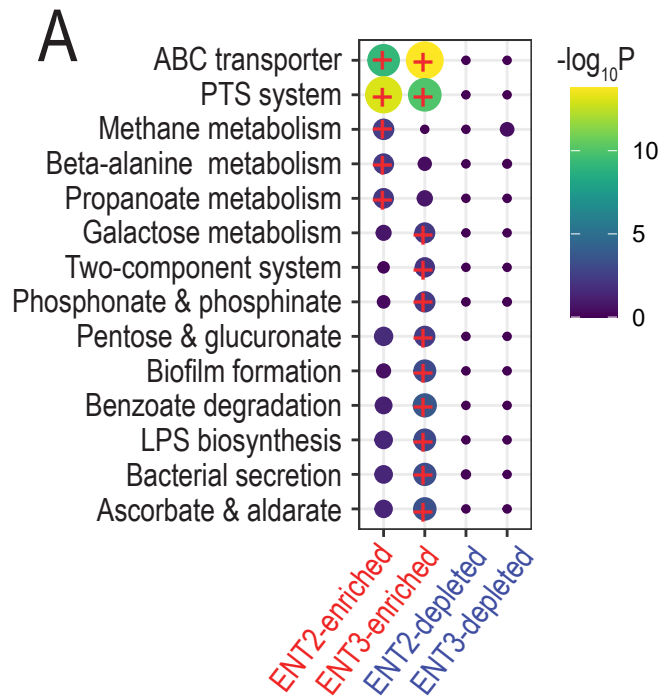 A
ABC transporter
PTS system
Methane metabolism
Beta-alanine metabolism
Propanoate metabolism
Galactose metabolism
Two-component system
Phosphonate & phosphinate
Pentose & glucuronate
Biofilm formation
Benzoate degradation
LPS biosynthesis
Bacterial secretion
Ascorbate & aldarate
ENT2-enriched
ENT3-enriched
ENT2-depleted
ENT3-depleted
-log₁₀P
10
5
0